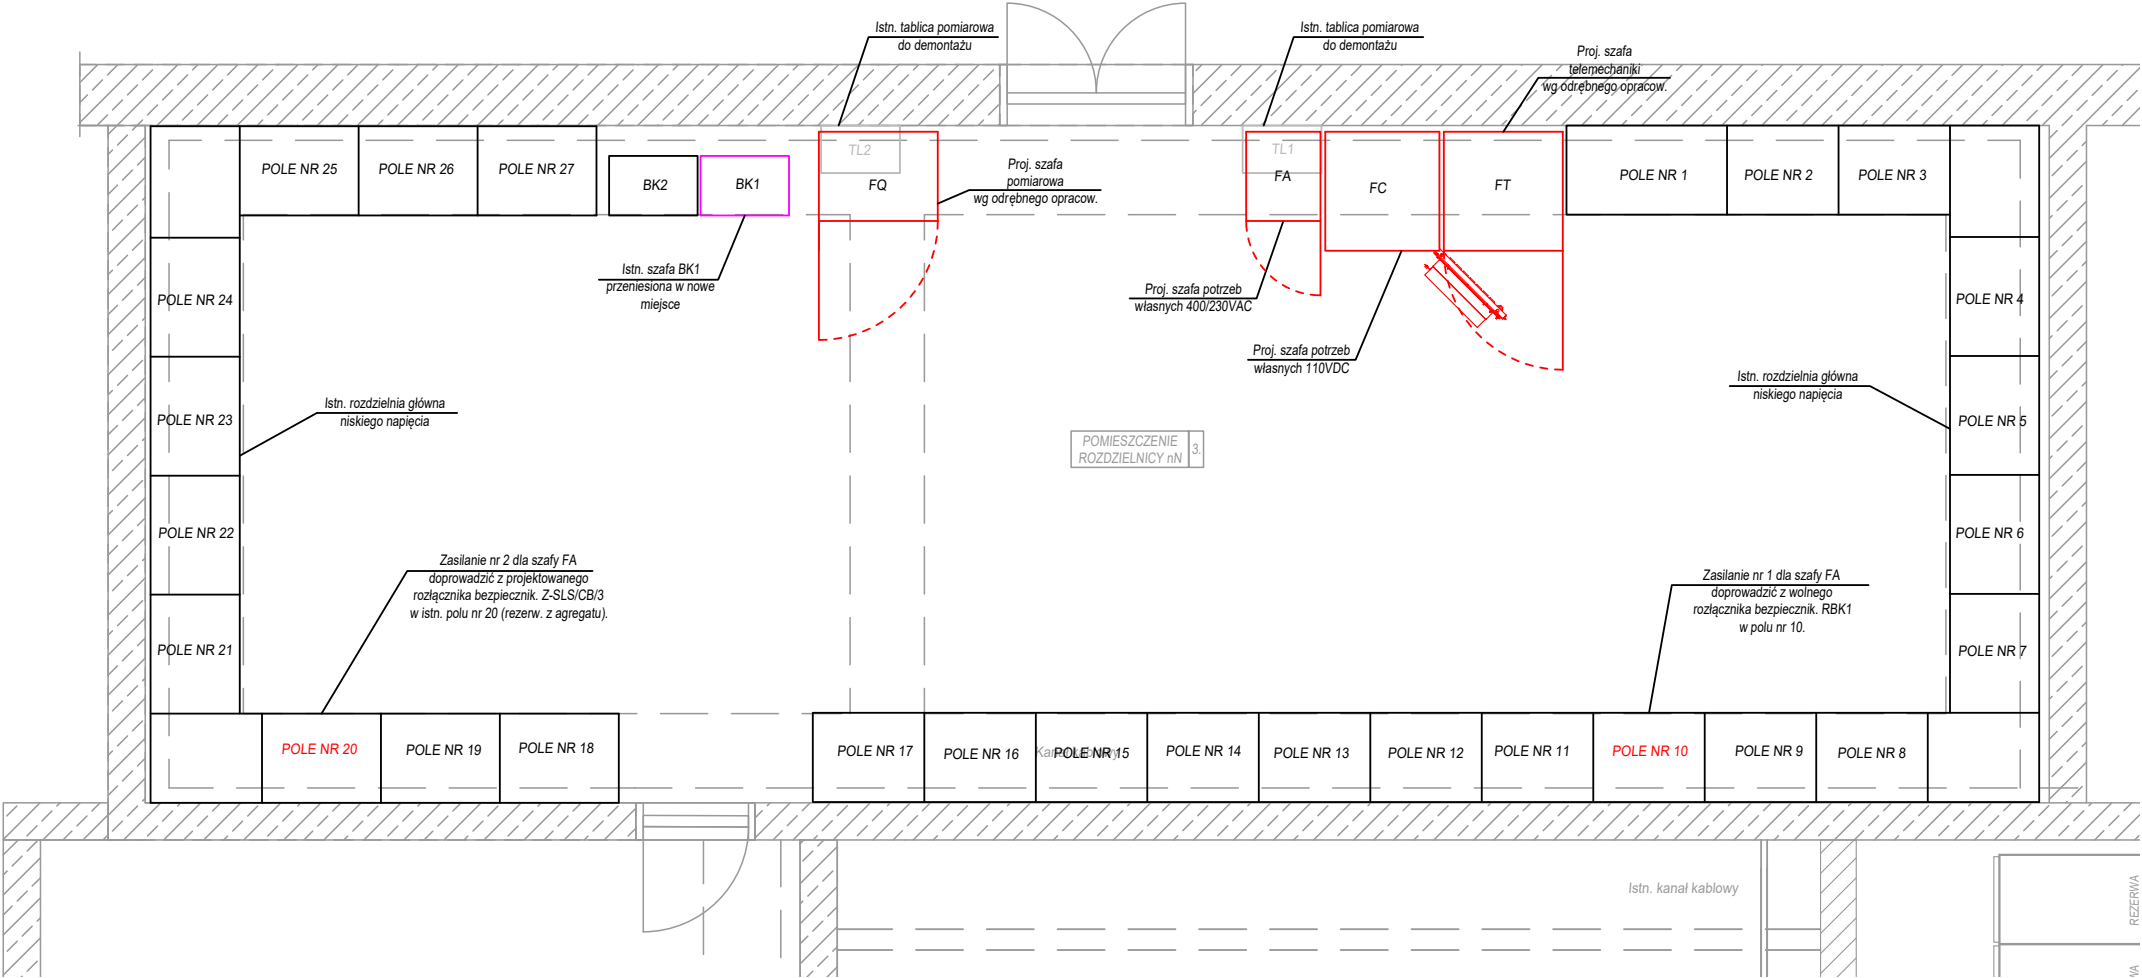 Istn. tablica pomiarowa
do demontażu
Istn. tablica pomiarowa
do demontażu
Proj. szafa
telemechaniki
wg odrębnego opracow.
POLE NR 25
POLE NR 26
POLE NR 27
BK2
BK1
TL2
FQ
Proj. szafa
pomiarowa
wg odrębnego opracow.
TL1
FA
FC
FT
POLE NR 1
POLE NR 2
POLE NR 3
Istn. szafa BK1
przeniesiona w nowe
miejsce
Proj. szafa potrzeb
własnych 400/230VAC
Proj. szafa potrzeb
własnych 110VDC
POLE NR 24
POLE NR 4
POLE NR 23
Istn. rozdzielnia główna
niskiego napięcia
Istn. rozdzielnia główna
niskiego napięcia
POLE NR 5
POMIESZCZENIE
ROZDZIELNICY nN
3.
POLE NR 22
POLE NR 6
Zasilanie nr 2 dla szafy FA
doprowadzić z projektowanego
rozłącznika bezpiecznik. Z-SLS/CB/3
w istn. polu nr 20 (rezerw. z agregatu).
Zasilanie nr 1 dla szafy FA
doprowadzić z wolnego
rozłącznika bezpiecznik. RBK1
w polu nr 10.
POLE NR 21
POLE NR 7
POLE NR 20
POLE NR 19
POLE NR 18
POLE NR 17
POLE NR 16
Kanał kablowy
POLE NR 15
POLE NR 14
POLE NR 13
POLE NR 12
POLE NR 11
POLE NR 10
POLE NR 9
POLE NR 8
Istn. kanał kablowy
REZERWA